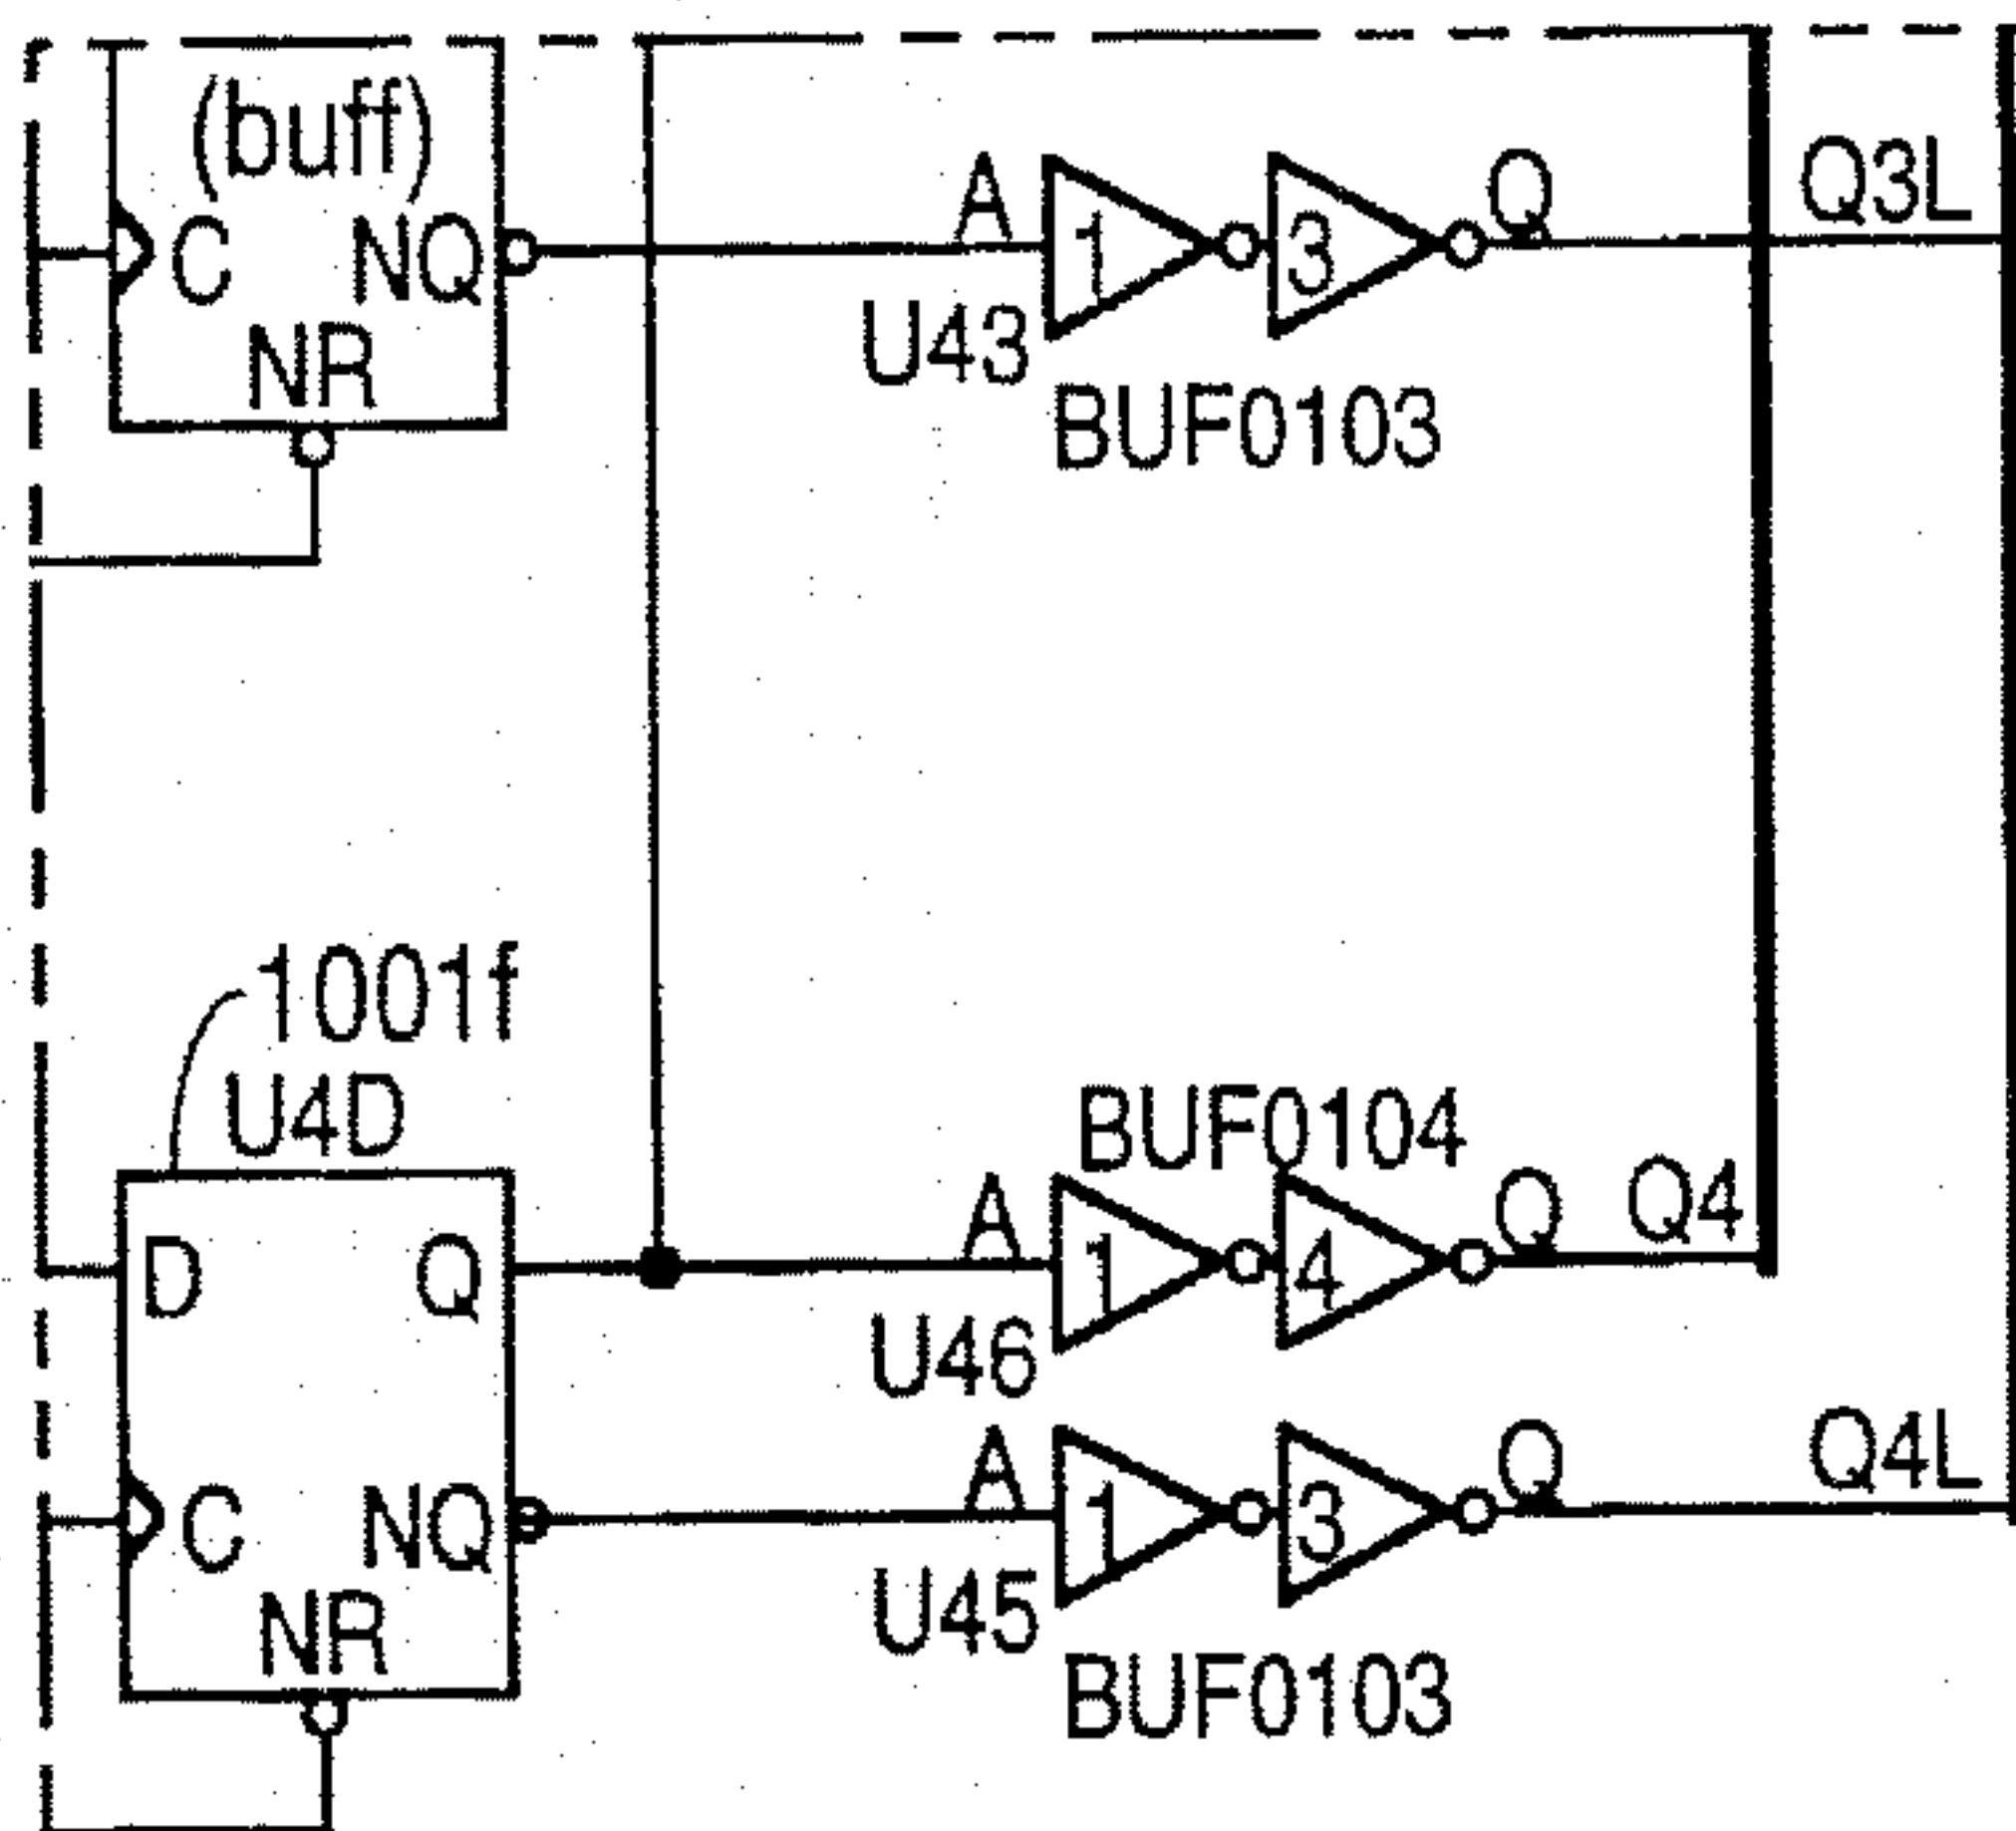 (buff)
C NQ
NR
A 1 3 Q Q3L
U43
BUF0103
1001f
U4D
D Q
C NQ
NR
BUF0104
A 1 4 Q Q4
U46
A 1 3 Q Q4L
U45
BUF0103